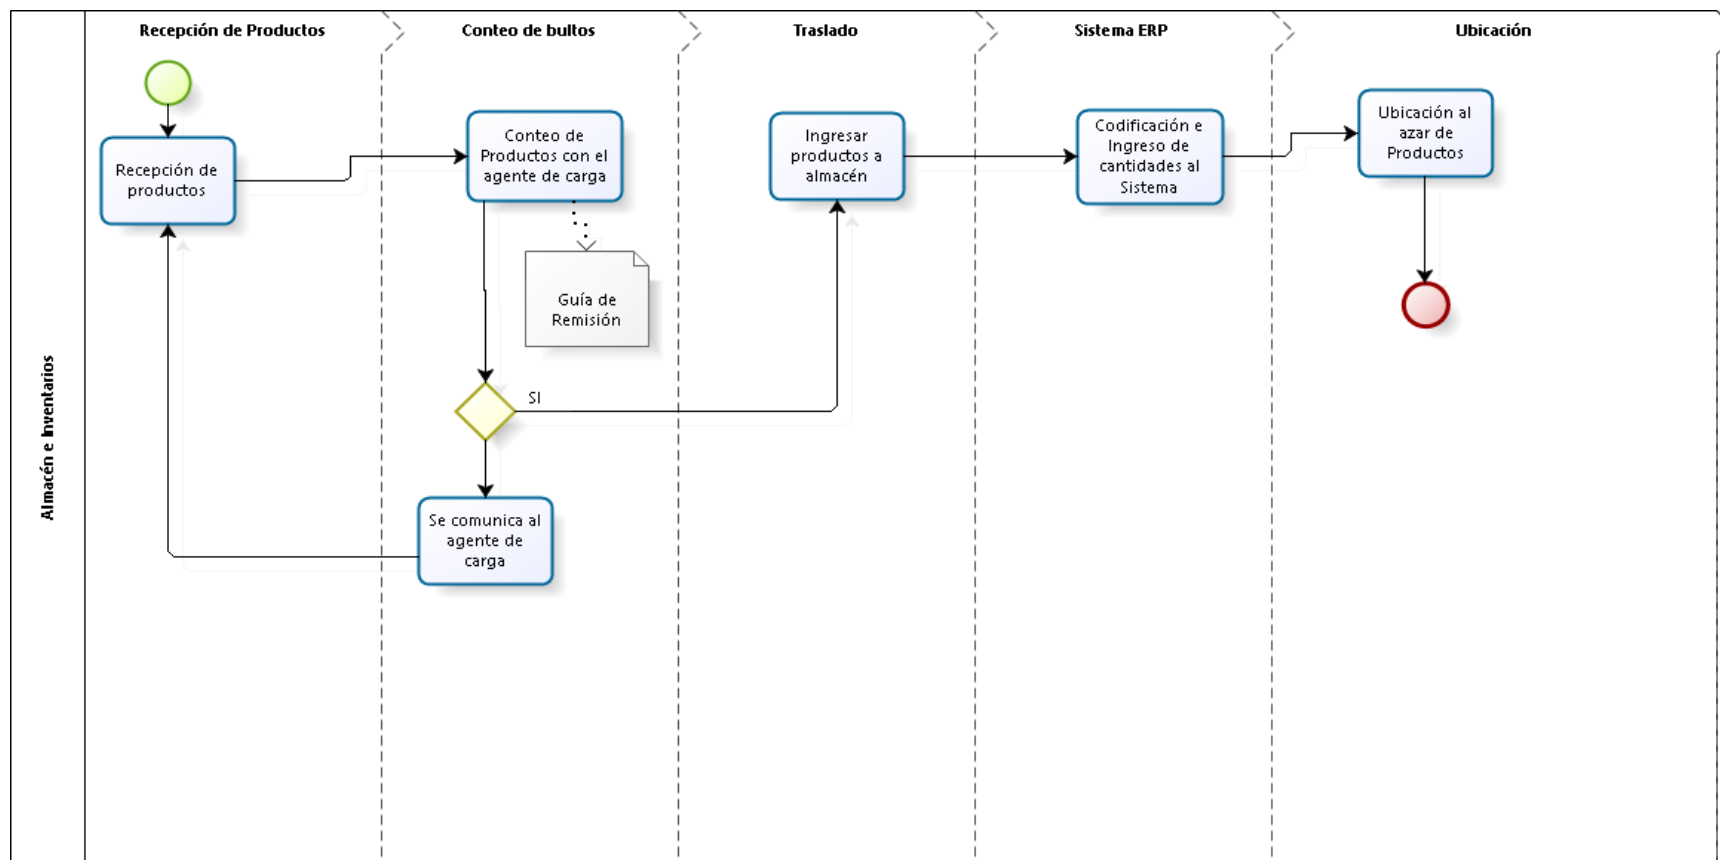 Recepción de Productos
Conteo de bultos
Traslado
Sistema ERP
Ubicación
Almacén e Inventarios
Recepción de
productos
Conteo de
Productos con el
agente de carga
Guía de
Remisión
SI
Se comunica al
agente de
carga
Ingresar
productos a
almacén
Codificación e
Ingreso de
cantidades al
Sistema
Ubicación al
azar de
Productos